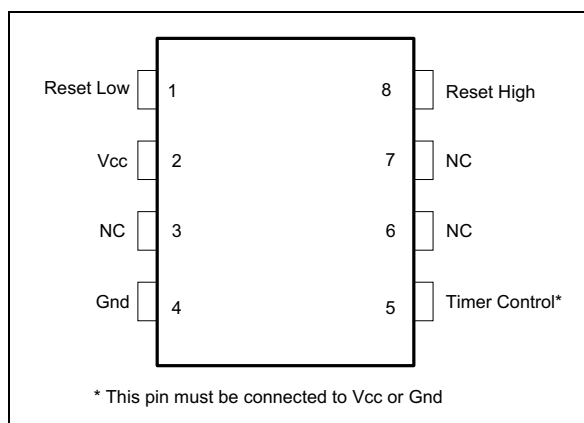 Reset Low 1 8 Reset High
Vcc 2 7 NC
NC 3 6 NC
Gnd 4 5 Timer Control*
* This pin must be connected to Vcc or Gnd